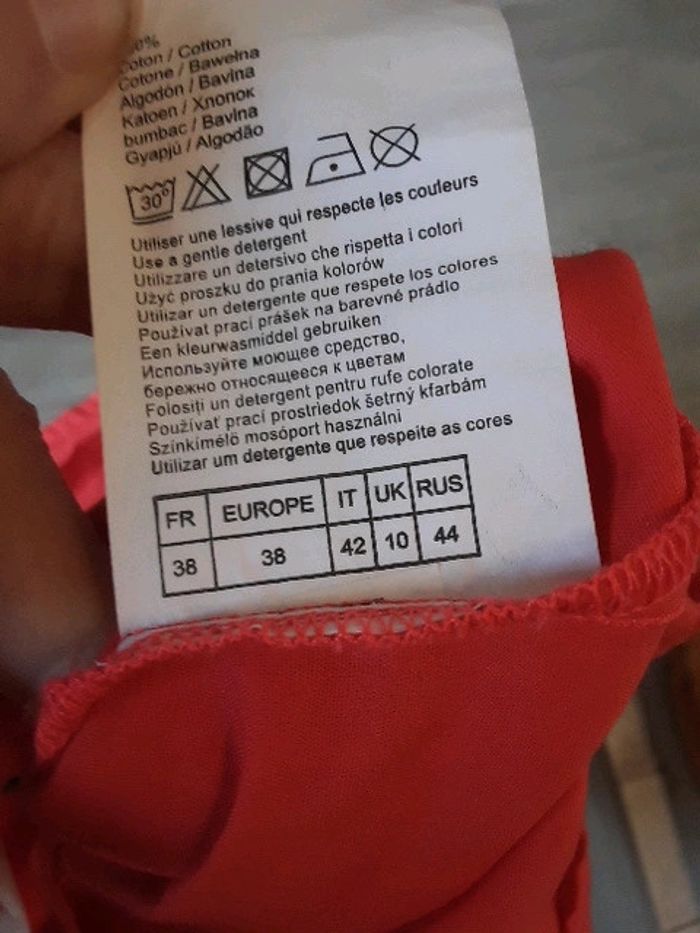 0%
Coton / Cotton
Cotone / Bawełna
Algodón / Bavlna
Katoen / Хлопок
bumbac / Bavlna
Gyapjú / Algodão
30°
Utiliser une lessive qui respecte les couleurs
Use a gentle detergent
Utilizzare un detersivo che rispetta i colori
Użyć proszku do prania kolorów
Utilizar un detergente que respete los colores
Používat prací prášek na barevné prádlo
Een kleurwasmiddel gebruiken
Используйте моющее средство,
бережно относящееся к цветам
Folosiți un detergent pentru rufe colorate
Používať prací prostriedok šetrný kfarbám
Színkímélö mosóport használni
Utilizar um detergente que respeite as cores
FR EUROPE IT UK RUS
38 38 42 10 44